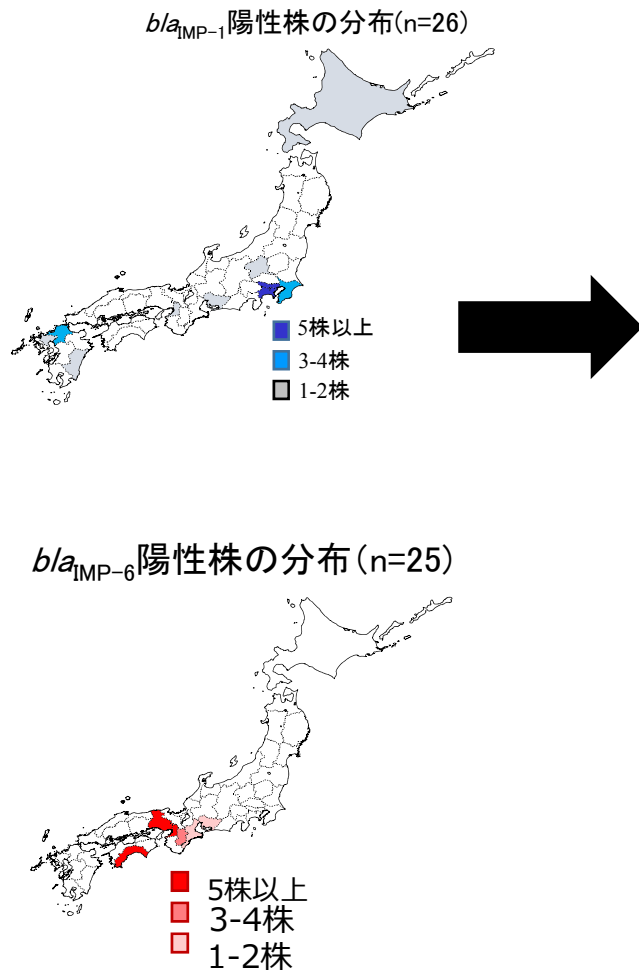 bla IMP-1陽性株の分布(n=26)
5株以上
3-4株
1-2株
bla IMP-6陽性株の分布(n=25)
5株以上
3-4株
1-2株